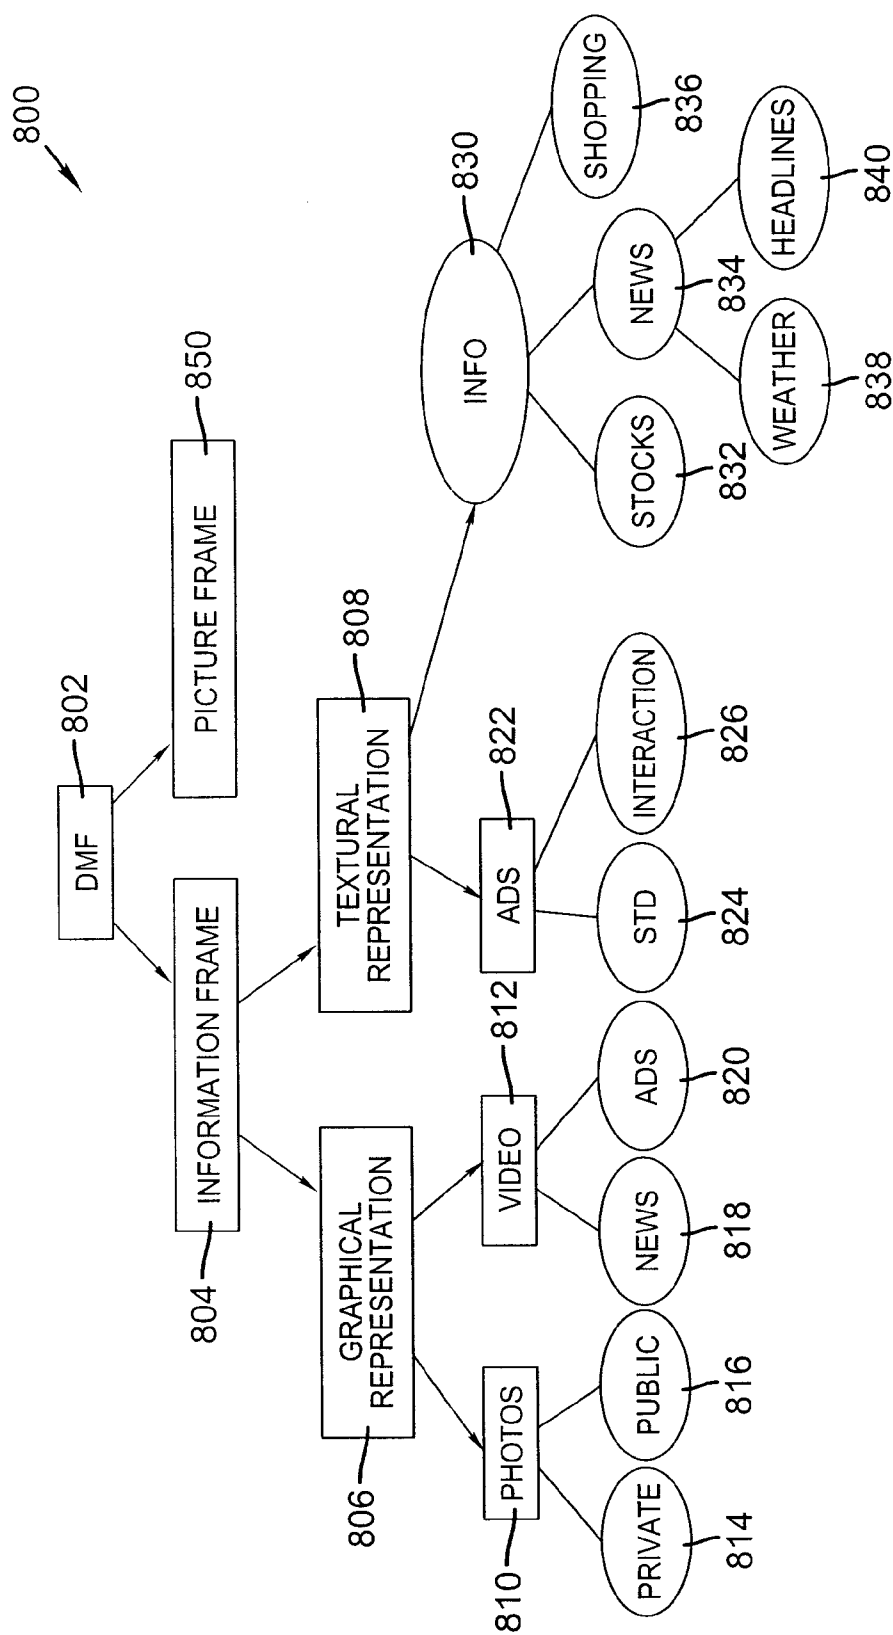 800
802
DMF
804
INFORMATION FRAME
PICTURE FRAME
850
806
GRAPHICAL
REPRESENTATION
TEXTURAL
REPRESENTATION
808
810
PHOTOS
VIDEO
812
ADS
822
INFO
830
PRIVATE
814
PUBLIC
816
NEWS
818
ADS
820
STD
824
INTERACTION
826
STOCKS
832
NEWS
834
SHOPPING
836
WEATHER
838
HEADLINES
840